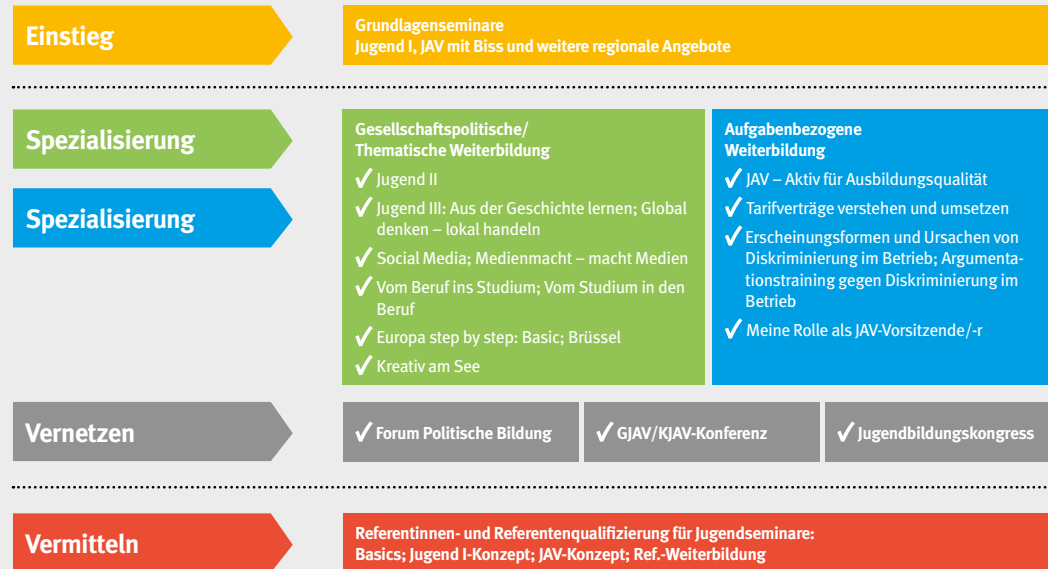 Einstieg
Grundlagenseminare
Jugend I, JAV mit Biss und weitere regionale Angebote
Spezialisierung
Spezialisierung
Gesellschaftspolitische/
Thematische Weiterbildung
✓ Jugend II
✓ Jugend III: Aus der Geschichte lernen; Global
denken – lokal handeln
✓ Social Media; Medienmacht – macht Medien
✓ Vom Beruf ins Studium; Vom Studium in den
Beruf
✓ Europa step by step: Basic; Brüssel
✓ Kreativ am See
Aufgabenbezogene
Weiterbildung
✓ JAV – Aktiv für Ausbildungsqualität
✓ Tarifverträge verstehen und umsetzen
✓ Erscheinungsformen und Ursachen von
Diskriminierung im Betrieb; Argumenta-
tionstraining gegen Diskriminierung im
Betrieb
✓ Meine Rolle als JAV-Vorsitzende/-r
Vernetzen
✓ Forum Politische Bildung
✓ GJAV/KJAV-Konferenz
✓ Jugendbildungskongress
Vermitteln
Referentinnen- und Referentenqualifizierung für Jugendseminare:
Basics; Jugend I-Konzept; JAV-Konzept; Ref.-Weiterbildung